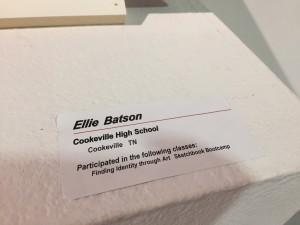 Ellie Batson
Cookeville High School
Cookeville TN
Participated in the following classes:
Finding Identity through Art Sketchbook Bootcamp